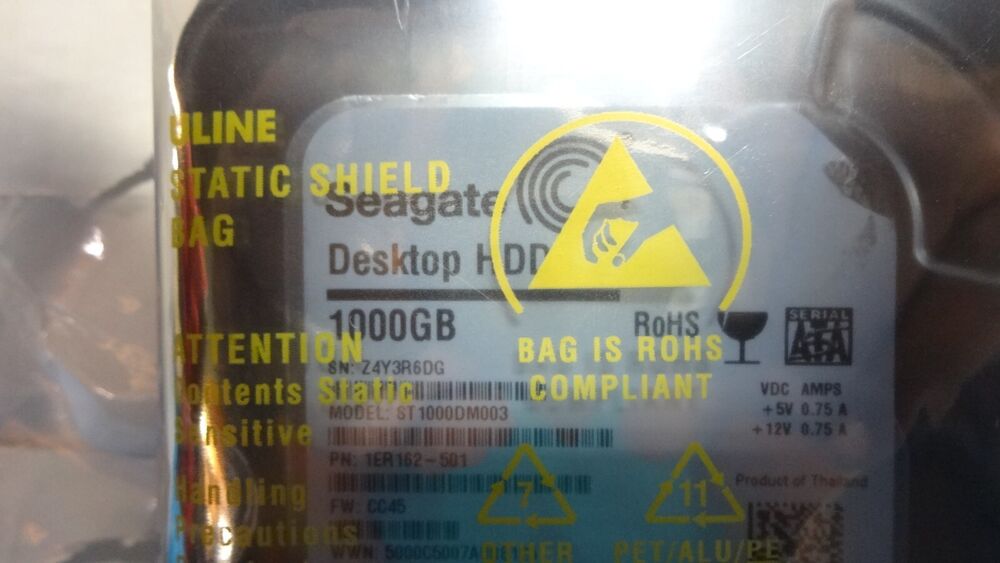 ULINE
STATIC SHIELD
BAG
Seagate
Desktop HDD
1000GB
RoHS
SERIAL
ATA
ATTENTION
Contents Static
Sensitive
Handling
Precautions
BAG IS ROHS
COMPLIANT
SN: Z4Y3R6DG
MODEL: ST1000DM003
PN: 1ER162-501
FW: CC45
WWN:
VDC AMPS
+5V 0.75 A
+12V 0.75 A
Product of Thailand
7
OTHER
11
PET/ALU/PE